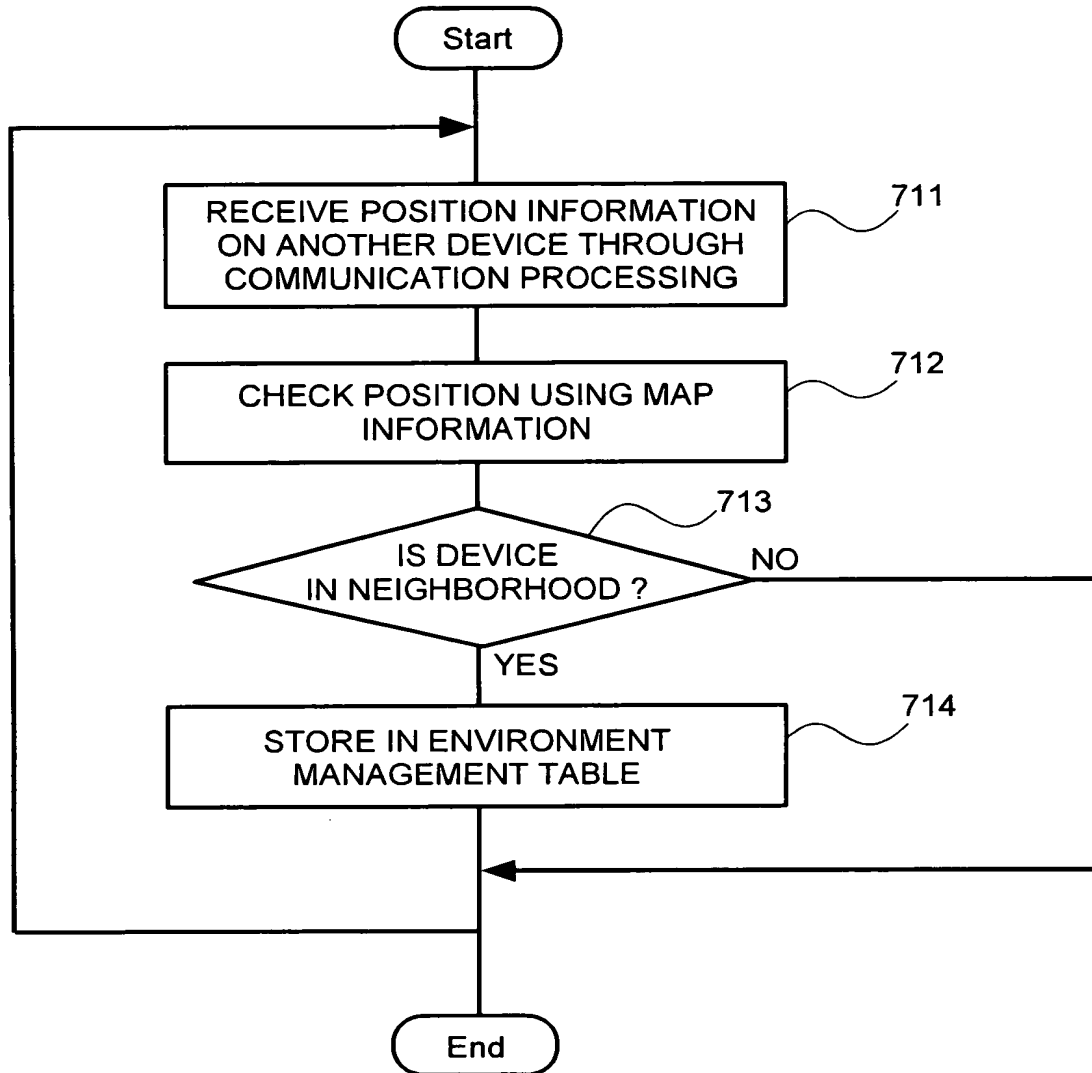 Start
RECEIVE POSITION INFORMATION
ON ANOTHER DEVICE THROUGH
COMMUNICATION PROCESSING
711
CHECK POSITION USING MAP
INFORMATION
712
IS DEVICE
IN NEIGHBORHOOD ?
713
NO
YES
STORE IN ENVIRONMENT
MANAGEMENT TABLE
714
End